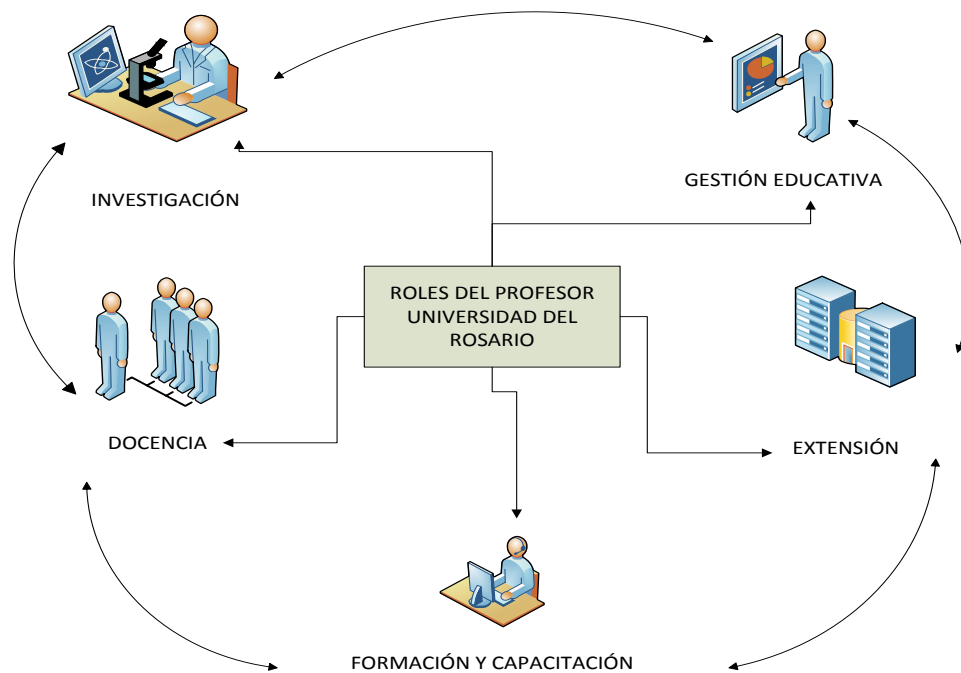 INVESTIGACIÓN
GESTIÓN EDUCATIVA
ROLES DEL PROFESOR
UNIVERSIDAD DEL
ROSARIO
DOCENCIA
EXTENSIÓN
FORMACIÓN Y CAPACITACIÓN